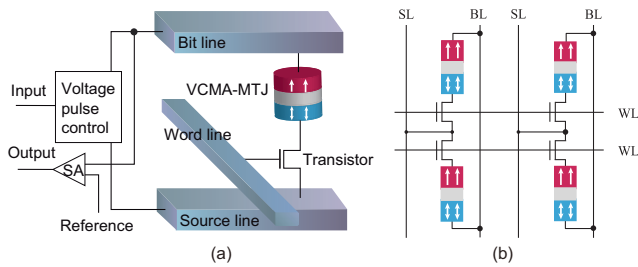 SL BL SL BL
Bit line
Input
Voltage
pulse
control
VCMA-MTJ
Word line
WL
Output
SA
Transistor
WL
Reference
Source line
(a)
(b)